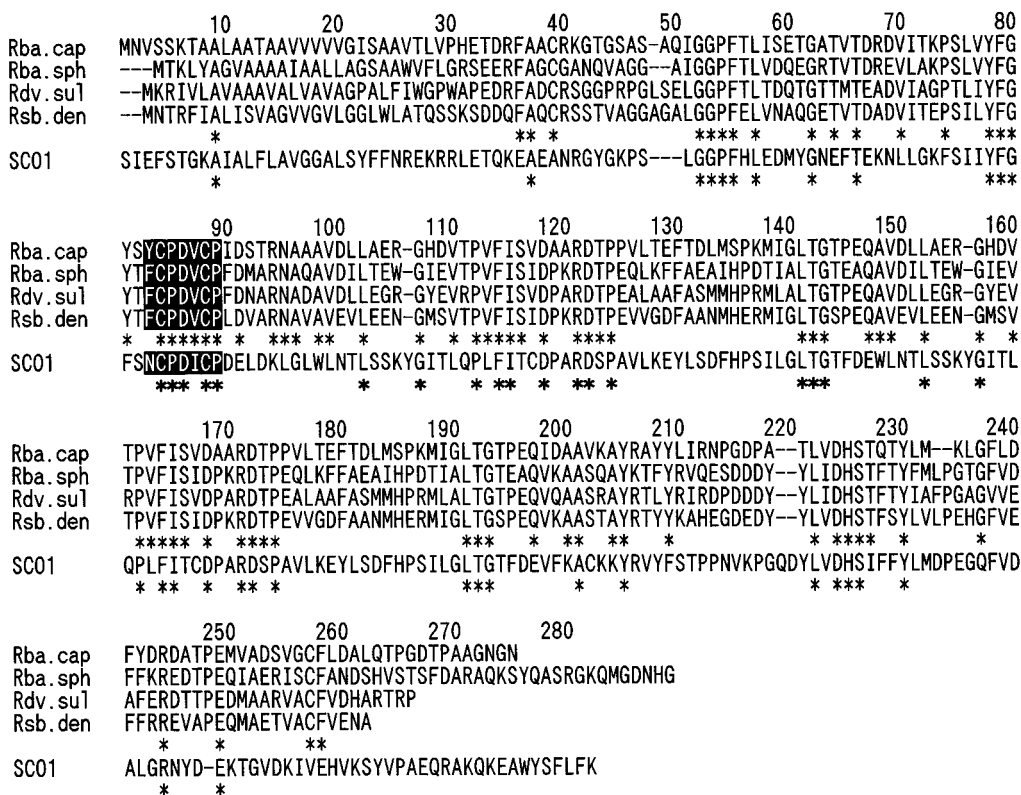 10 20 30 40 50 60 70 80
Rba.cap MNVSSKTAALAATAAVVVVVGISAAVTLVPHETDRFAACRKGTGSAS-AQIGGPFTLISETGATVTDRDVITKPSLVYFG
Rba.sph ---MTKLYAGVAAAAIAALLAGSAAWVFLGRSEERFAGCGANQVAGG--AIGGPFTLVDQEGRTVTDREVLAKPSLVYFG
Rdv.sul --MKRIVLAVAAAVALVAVAGPALFIWGPWAPEDRFADCRSGGPRPGLSELGGPFTLTDQTGTTMTEADVIAGPTLIYFG
Rsb.den --MNTRFIALISVAGVVGVLGGLWLATQSSKSDDQFAQCRSSTVAGGAGALGGPFELVNAQGETVTDADVITEPSILYFG
* ** * **** * * * * * ***
SCO1 SIEFSTGKAIALFLAVGGALSYFFNREKRRLETQKEAEANRGYGKPS---LGGPFHLEDMYGNEFTEKNLLGKFSIIYFG
* * **** * * * ***
90 100 110 120 130 140 150 160
Rba.cap YSYCPDVCPIDSTRNAAAVDLLAER-GHDVTPVFISVDAARDTPPVLTEFTDLMSPKMIGLTGTPEQAVDLLAER-GHDV
Rba.sph YTFCPDVCPFDMARNAQAVDILTEW-GIEVTPVFISIDPKRDTPEQLKFFAEAIHPDTIALTGTEAQAVDILTEW-GIEV
Rdv.sul YTFCPDVCPFDNARNADAVDLLEGR-GYEVRPVFISVDPARDTPEALAAFASMMHPRMLALTGTPEQAVDLLEGR-GYEV
Rsb.den YTFCPDVCPLDVARNAVAVEVLEEN-GMSVTPVFISIDPKRDTPEVVGDFAANMHERMIGLTGSPEQAVEVLEEN-GMSV
* ******* * *** ** * * * ***** * **** *** * ** * * *
SCO1 FSNCPDICPDELDKLGLWLNTLSSKYGITLQPLFITCDPARDSPAVLKEYLSDFHPSILGLTGTFDEWLNTLSSKYGITL
*** ** * * * ** * ** * *** * *
170 180 190 200 210 220 230 240
Rba.cap TPVFISVDAARDTPPVLTEFTDLMSPKMIGLTGTPEQIDAAVKAYRAYYLIRNPGDPA--TLVDHSTQTYLM--KLGFLD
Rba.sph TPVFISIDPKRDTPEQLKFFAEAIHPDTIALTGTEAQVKAASQAYKTFYRVQESDDDY--YLVDHSTFTYFMLPGTGFVD
Rdv.sul RPVFISVDPARDTPEALAAFASMMHPRMLALTGTPEQVQAASRAYRTLYRIRDPDDDY--YLIDHSTFTYIAFPGAGVVE
Rsb.den TPVFISIDPKRDTPEVVGDFAANMHERMIGLTGSPEQVKAASTAYRTYYKAHEGDEDY--YLVDHSTFSYLVLPEHGFVE
***** * **** *** * ** ** * * **** * *
SCO1 QPLFITCDPARDSPAVLKEYLSDFHPSILGLTGTFDEVFKACKKYRVYFSTPPNVKPGQDYLVDHSIFFYLMDPEGQFVD
* ** * ** * *** * * * *** *
250 260 270 280
Rba.cap FYDRDATPEMVADSVGCFLDALQTPGDTPAAGNGN
Rba.sph FFKREDTPEQIAERISCFANDSHVSTSFDARAQKSYQASRGKQMGDNHG
Rdv.sul AFERDTTPEDMAARVACFVDHARTRP
Rsb.den FFRREVAPEQMAETVACFVENA
* * **
SCO1 ALGRNYD-EKTGVDKIVEHVKSYVPAEQRAKQKEAWYSFLFK
* *